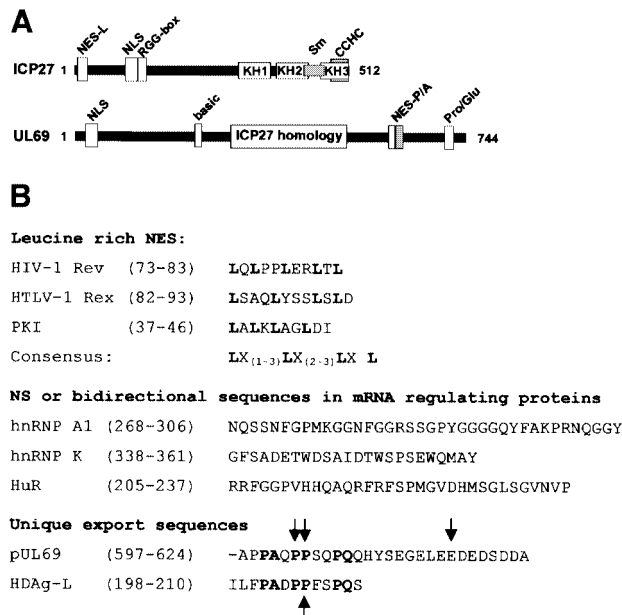 A
NES-L
NLS
RGG-box
Sm
CCHC
ICP27 1 KH1 KH2 KH3 512
NLS
basic
NES-P/A
Pro/Glu
UL69 1 ICP27 homology 744
B
Leucine rich NES:
HIV-1 Rev (73-83) LQLPPLERLTL
HTLV-1 Rex (82-93) LSAQLYSSLSLD
PKI (37-46) LALKLAGLDI
Consensus: LX(1-3)LX(2-3)LX L
NS or bidirectional sequences in mRNA regulating proteins
hnRNP A1 (268-306) NQSSNFGPMKGGNFGGRSSGPYGGGGQYFAKPRNQGGY
hnRNP K (338-361) GFSADETWDSAIDTWSPSEWQMAY
HuR (205-237) RRFGGPVHHQAQRFRFSPMGVDHMSGLSGVNVP
Unique export sequences
pUL69 (597-624) -APPAQPPSQPQQHYSEGELEEDEDSDDA
HDAg-L (198-210) ILFPADPPFSPQS